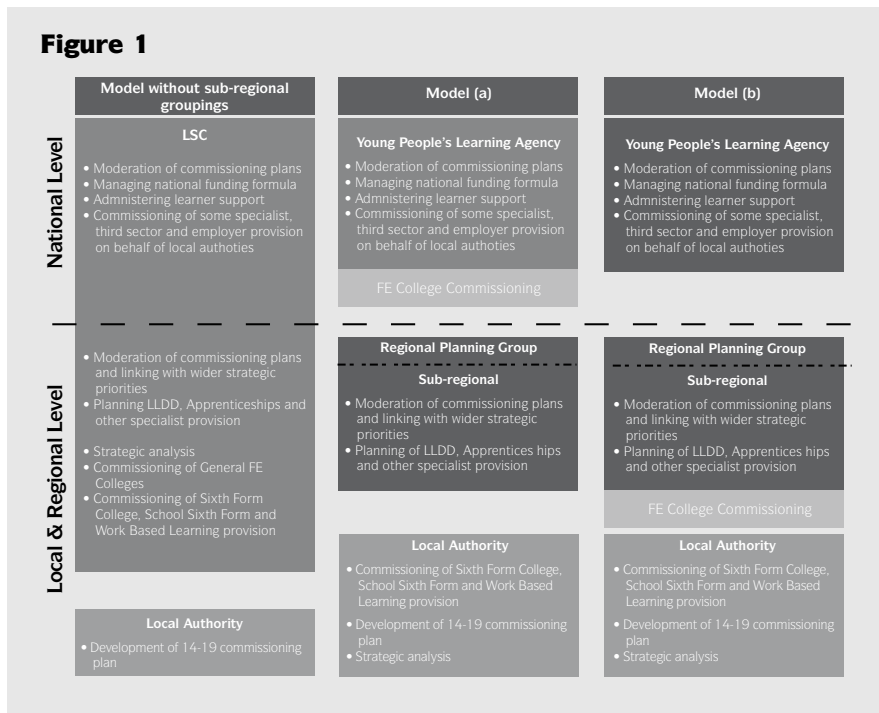 Figure 1
Model without sub-regional
groupings
LSC
• Moderation of commissioning plans
• Managing national funding formula
• Admnistering learner support
• Commissioning of some specialist,
third sector and employer provision
on behalf of local authoties
• Moderation of commissioning plans
and linking with wider strategic
priorities
• Planning LLDD, Apprenticeships and
other specialist provision
• Strategic analysis
• Commissioning of General FE
Colleges
• Commissioning of Sixth Form
College, School Sixth Form and
Work Based Learning provision
Local Authority
• Development of 14-19 commissioning
plan
Model (a)
Young People's Learning Agency
• Moderation of commissioning plans
• Managing national funding formula
• Admnistering learner support
• Commissioning of some specialist,
third sector and employer provision
on behalf of local authoties
FE College Commissioning
Regional Planning Group
Sub-regional
• Moderation of commissioning plans
and linking with wider strategic
priorities
• Planning of LLDD, Apprentices hips
and other specialist provision
Local Authority
• Commissioning of Sixth Form College,
School Sixth Form and Work Based
Learning provision
• Development of 14-19 commissioning
plan
• Strategic analysis
Model (b)
Young People's Learning Agency
• Moderation of commissioning plans
• Managing national funding formula
• Admnistering learner support
• Commissioning of some specialist,
third sector and employer provision
on behalf of local authoties
Regional Planning Group
Sub-regional
• Moderation of commissioning plans
and linking with wider strategic
priorities
• Planning of LLDD, Apprentices hips
and other specialist provision
FE College Commissioning
Local Authority
• Commissioning of Sixth Form College,
School Sixth Form and Work Based
Learning provision
• Development of 14-19 commissioning
plan
• Strategic analysis
National Level
Local & Regional Level